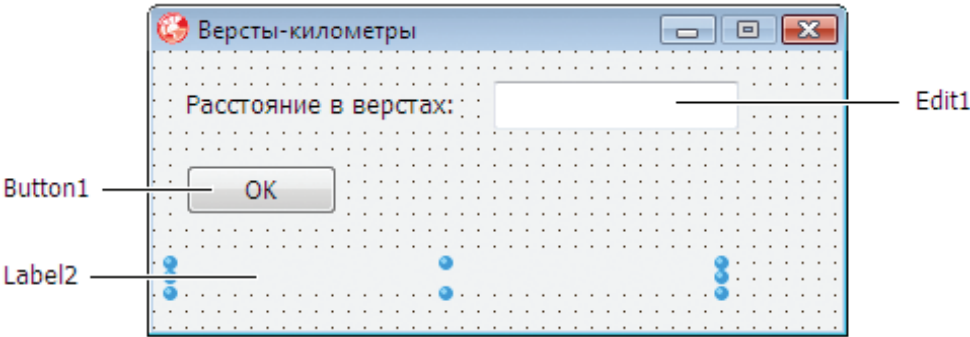 Версты-километры
Расстояние в верстах:
Edit1
Button1
OK
Label2